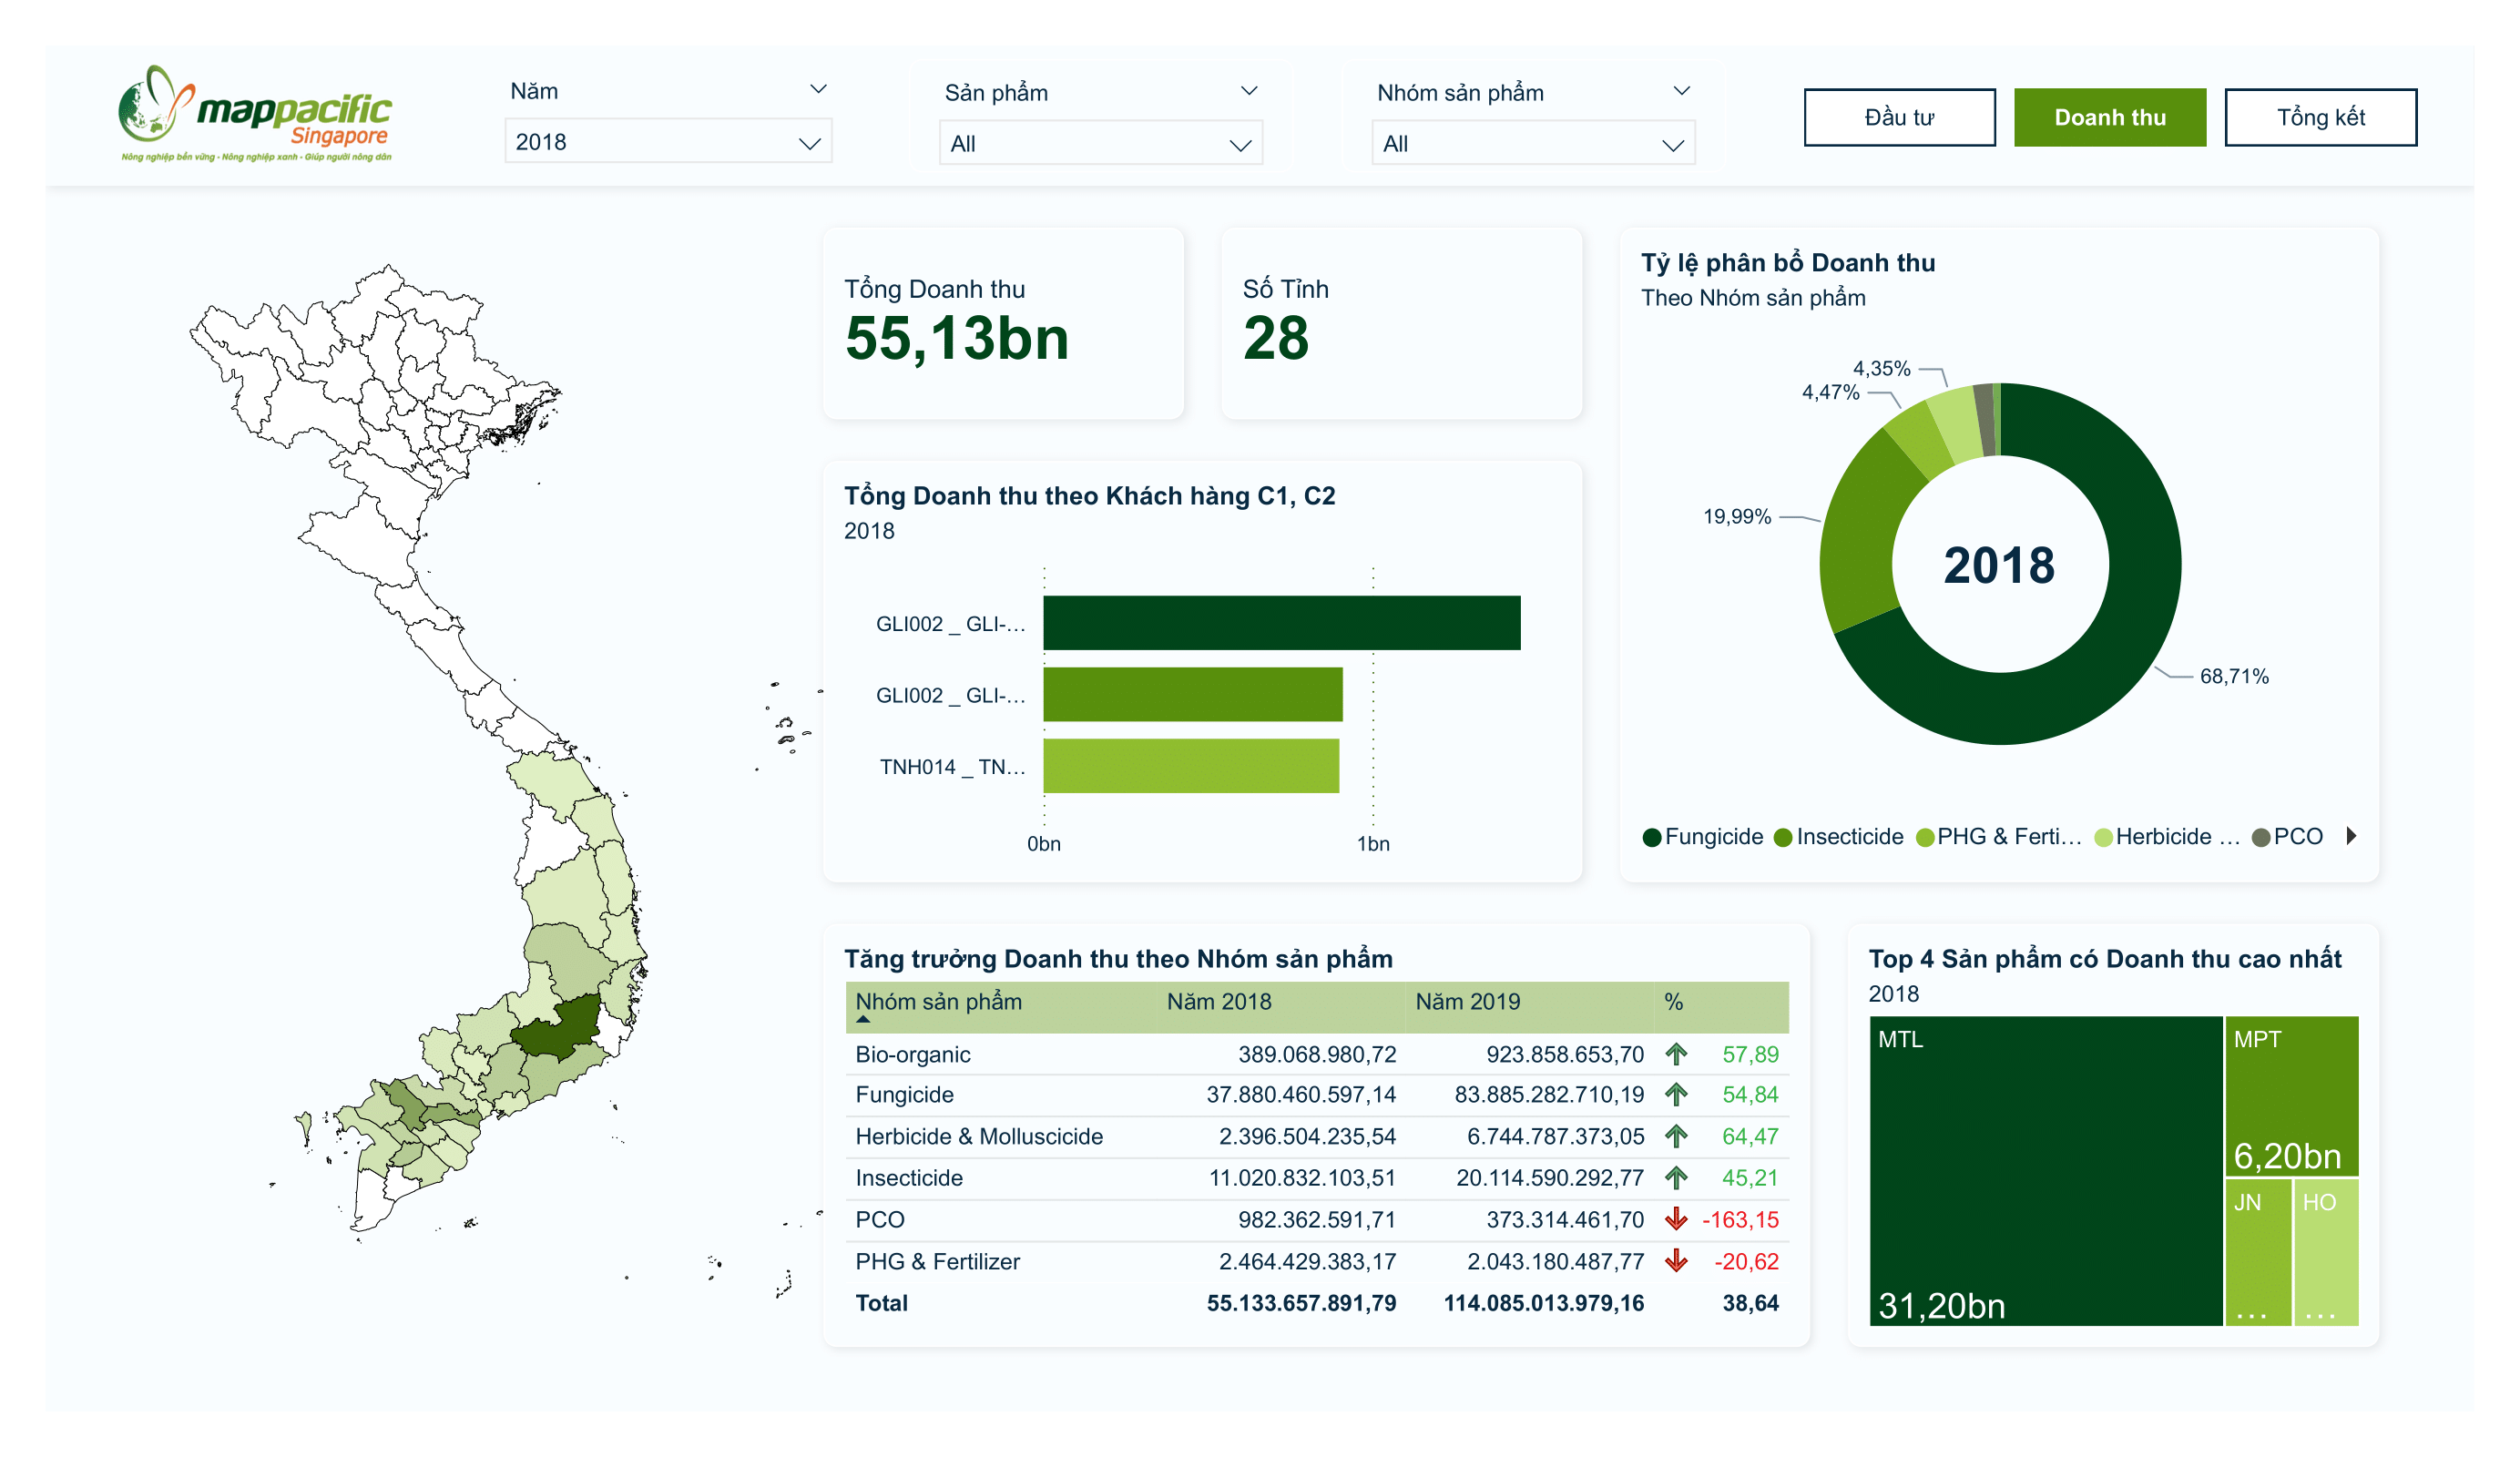 mappacific
Singapore
Nông nghiệp bền vững - Nông nghiệp xanh - Giúp người nông dân
Năm
2018
Sản phẩm
All
Nhóm sản phẩm
All
Đầu tư
Doanh thu
Tổng kết
Tổng Doanh thu
55,13bn
Số Tỉnh
28
Tổng Doanh thu theo Khách hàng C1, C2
2018
GLI002 _ GLI-…
GLI002 _ GLI-…
TNH014 _ TN…
0bn
1bn
Tỷ lệ phân bổ Doanh thu
Theo Nhóm sản phẩm
4,35%
4,47%
19,99%
2018
68,71%
Fungicide Insecticide PHG & Ferti… Herbicide … PCO
Tăng trưởng Doanh thu theo Nhóm sản phẩm
Nhóm sản phẩm Năm 2018 Năm 2019 %
Bio-organic 389.068.980,72 923.858.653,70 57,89
Fungicide 37.880.460.597,14 83.885.282.710,19 54,84
Herbicide & Molluscicide 2.396.504.235,54 6.744.787.373,05 64,47
Insecticide 11.020.832.103,51 20.114.590.292,77 45,21
PCO 982.362.591,71 373.314.461,70 -163,15
PHG & Fertilizer 2.464.429.383,17 2.043.180.487,77 -20,62
Total 55.133.657.891,79 114.085.013.979,16 38,64
Top 4 Sản phẩm có Doanh thu cao nhất
2018
MTL
31,20bn
MPT
6,20bn
JN
…
HO
…